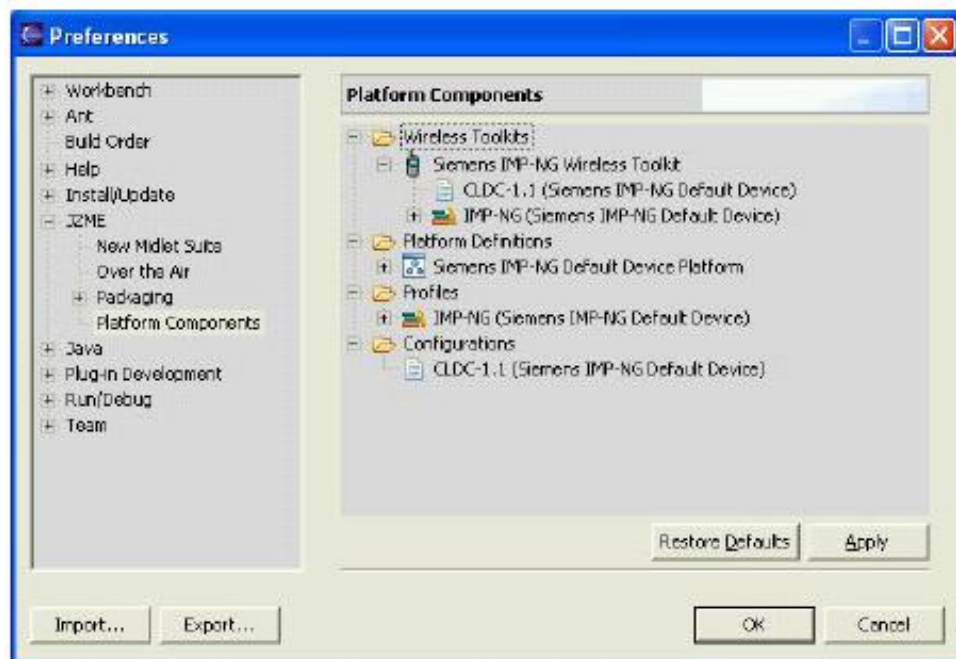 Preferences
Workbench
Ant
Build Order
Help
Install/Update
J2ME
New Midlet Suite
Over the Air
Packaging
Platform Components
Java
Plug-in Development
Run/Debug
Team
Platform Components
Wireless Toolkits
Siemens IMP-NG Wireless Toolkit
CLDC-1.1 (Siemens IMP-NG Default Device)
IMP-NG (Siemens IMP-NG Default Device)
Platform Definitions
Siemens IMP-NG Default Device Platform
Profiles
IMP-NG (Siemens IMP-NG Default Device)
Configurations
CLDC-1.1 (Siemens IMP-NG Default Device)
Restore Defaults
Apply
Import...
Export...
OK
Cancel